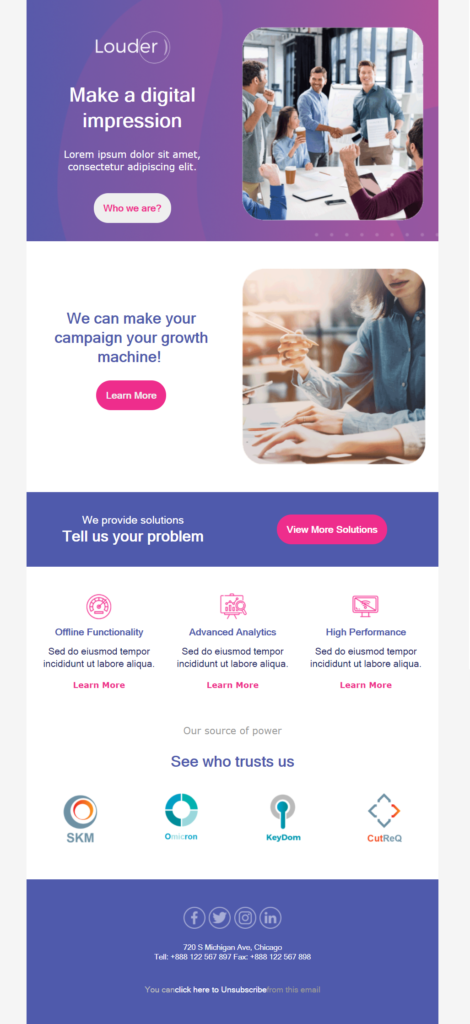 Louder
Make a digital
impression
Lorem ipsum dolor sit amet,
consectetur adipiscing elit.
Who we are?
We can make your
campaign your growth
machine!
Learn More
We provide solutions
Tell us your problem
View More Solutions
Offline Functionality
Sed do eiusmod tempor
incididunt ut labore aliqua.
Learn More
Advanced Analytics
Sed do eiusmod tempor
incididunt ut labore aliqua.
Learn More
High Performance
Sed do eiusmod tempor
incididunt ut labore aliqua.
Learn More
Our source of power
See who trusts us
SKM
Omicron
KeyDom
CutReQ
720 S Michigan Ave, Chicago
Tell: +888 122 567 897 Fax: +888 122 567 898
You canclick here to Unsubscribefrom this email